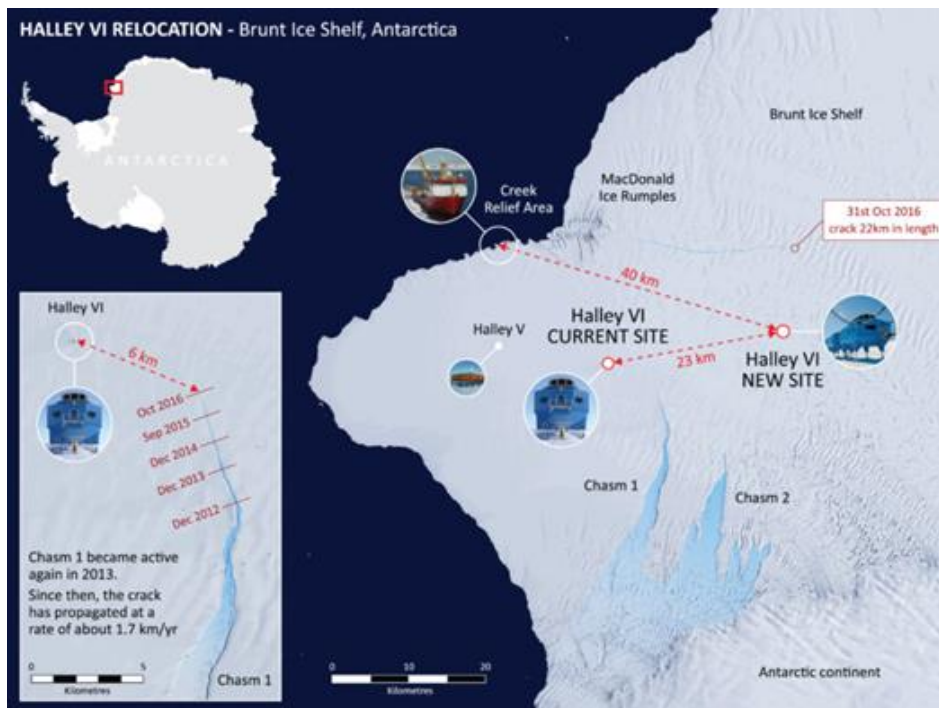 HALLEY VI RELOCATION - Brunt Ice Shelf, Antarctica
ANTARCTICA
Brunt Ice Shelf
MacDonald
Ice Rumples
Creek
Relief Area
31st Oct 2016
crack 22km in length
40 km
Halley VI
CURRENT SITE
Halley V
23 km
Halley VI
NEW SITE
Chasm 1
Chasm 2
Antarctic continent
0
10
20
Kilometres
Halley VI
6 km
Oct 2016
Sep 2015
Dec 2014
Dec 2013
Dec 2012
Chasm 1 became active
again in 2013.
Since then, the crack
has propagated at a
rate of about 1.7 km/yr
0
5
Kilometres
Chasm 1